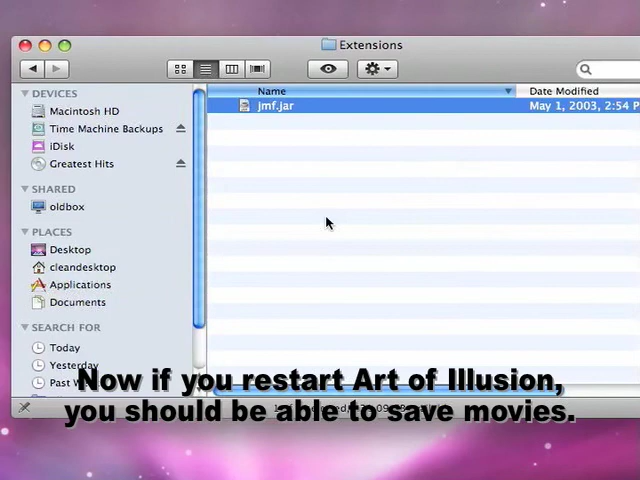 Extensions
Name
Date Modified
jmf.jar
May 1, 2003, 2:54 P
DEVICES
Macintosh HD
Time Machine Backups
iDisk
Greatest Hits
SHARED
oldbox
PLACES
Desktop
cleandesktop
Applications
Documents
SEARCH FOR
Today
Yesterday
Past W
Now if you restart Art of Illusion,
you should be able to save movies.